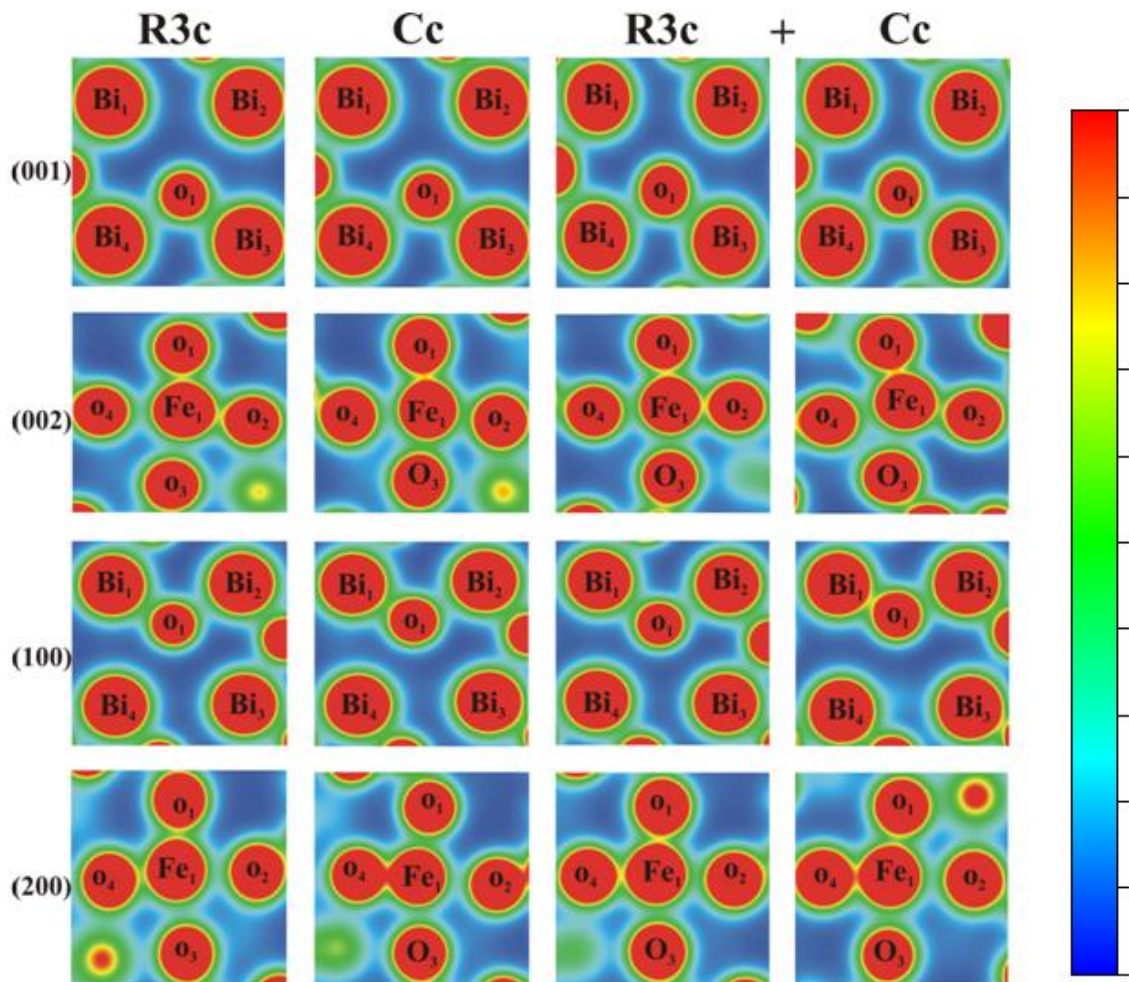 R3c Cc R3c + Cc
Bi₁ Bi₂ Bi₁ Bi₂ Bi₁ Bi₂ Bi₁ Bi₂
(001)
o₁ o₁ o₁ o₁
Bi₄ Bi₃ Bi₄ Bi₃ Bi₄ Bi₃ Bi₄ Bi₃
o₁ o₁ o₁ o₁
(002) o₄ Fe₁ o₂ o₄ Fe₁ o₂ o₄ Fe₁ o₂ o₄ Fe₁ o₂
o₃ O₃ O₃ O₃
Bi₁ Bi₂ Bi₁ Bi₂ Bi₁ Bi₂ Bi₁ Bi₂
o₁ o₁ o₁ o₁
(100)
Bi₄ Bi₃ Bi₄ Bi₃ Bi₄ Bi₃ Bi₄ Bi₃
o₁ o₁ o₁ o₁
(200) o₄ Fe₁ o₂ o₄ Fe₁ o₂ o₄ Fe₁ o₂ o₄ Fe₁ o₂
o₃ O₃ O₃ O₃